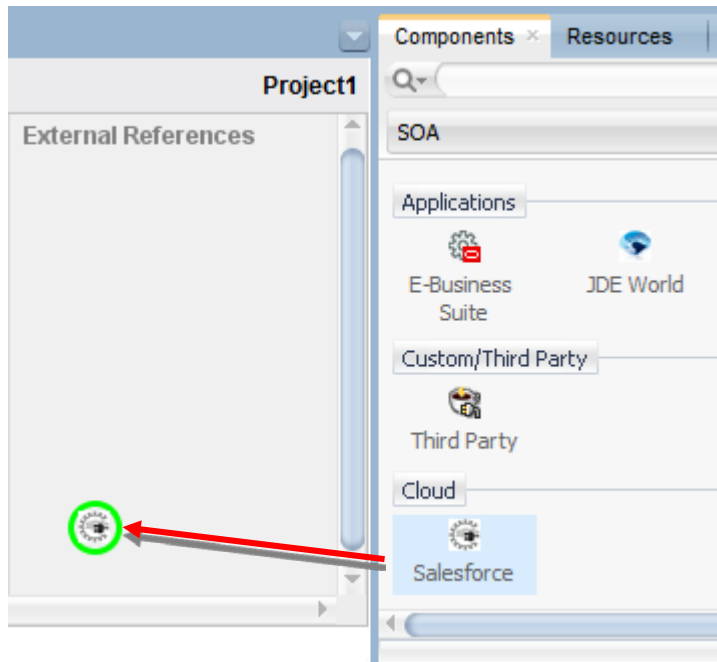 Components
Resources
Project1
External References
SOA
Applications
E-Business
Suite
JDE World
Custom/Third Party
Third Party
Cloud
Salesforce